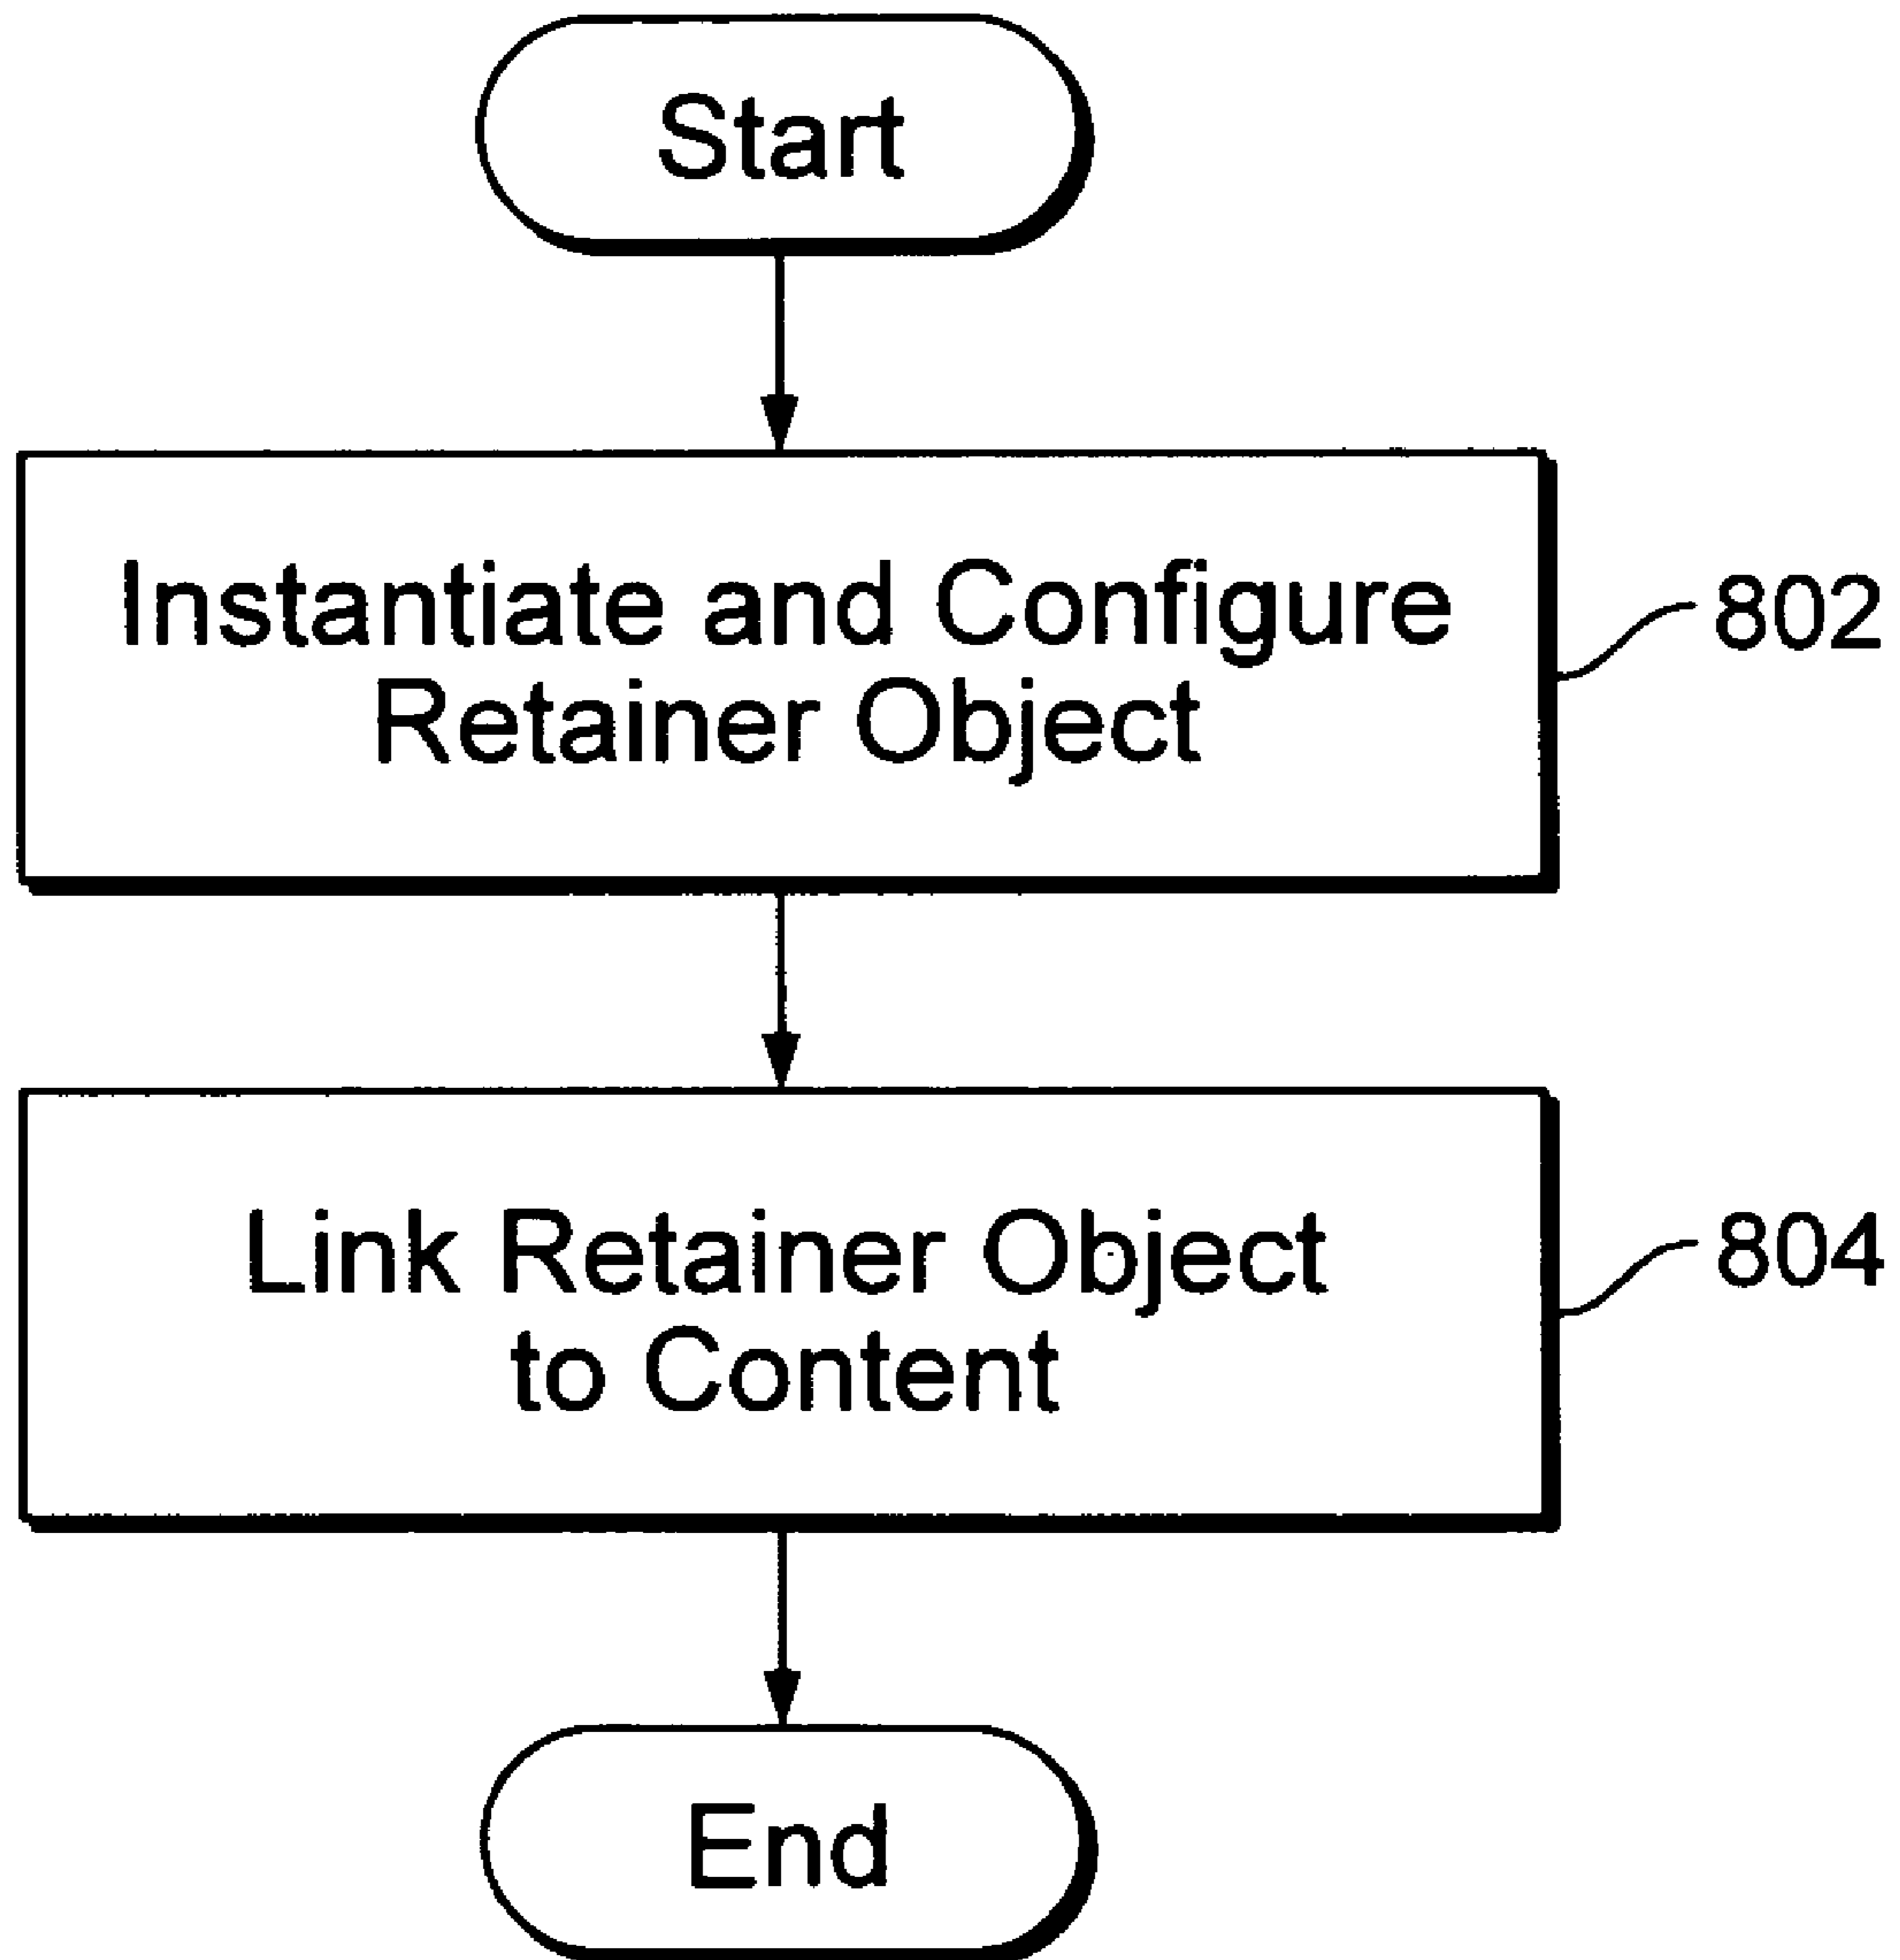 Start
Instantiate and Configure
Retainer Object
802
Link Retainer Object
to Content
804
End